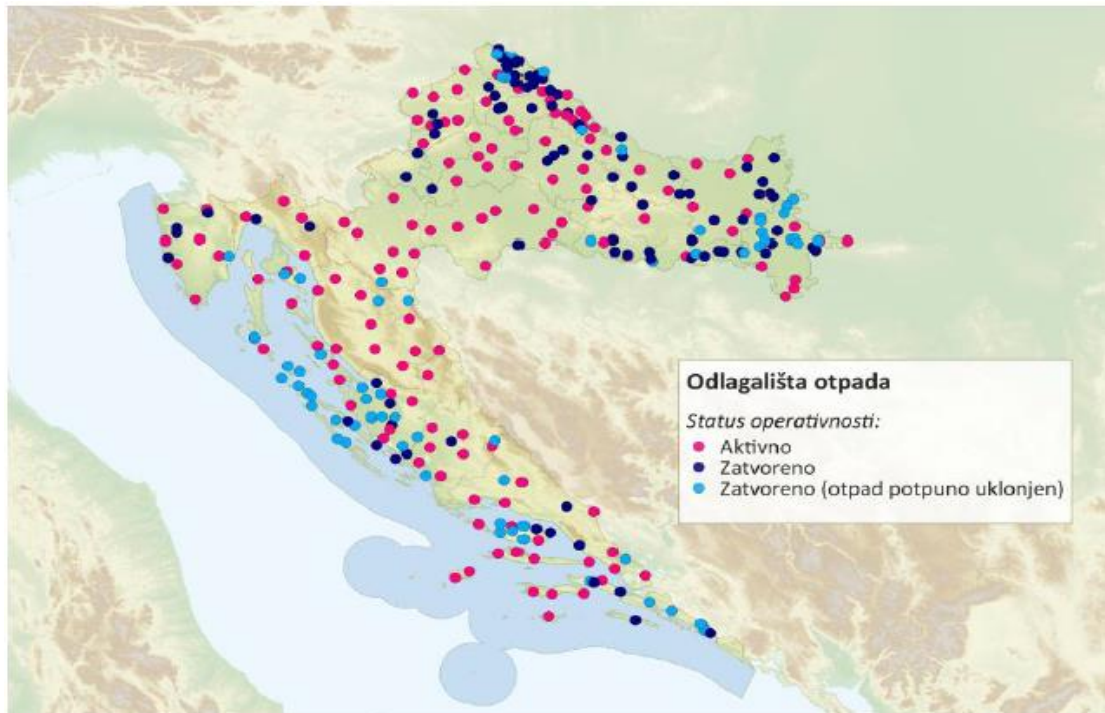 Odlagališta otpada
Status operativnosti:
Aktivno
Zatvoreno
Zatvoreno (otpad potpuno uklonjen)